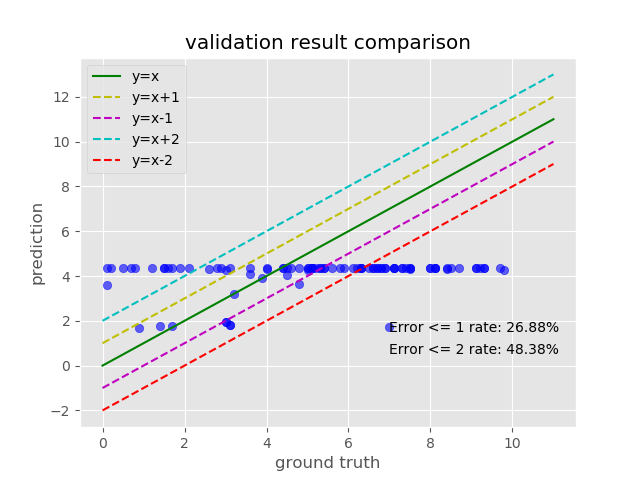 validation result comparison
y=x
y=x+1
y=x-1
y=x+2
y=x-2
12
10
8
6
4
2
0
−2
prediction
Error <= 1 rate: 26.88%
Error <= 2 rate: 48.38%
0 2 4 6 8 10
ground truth